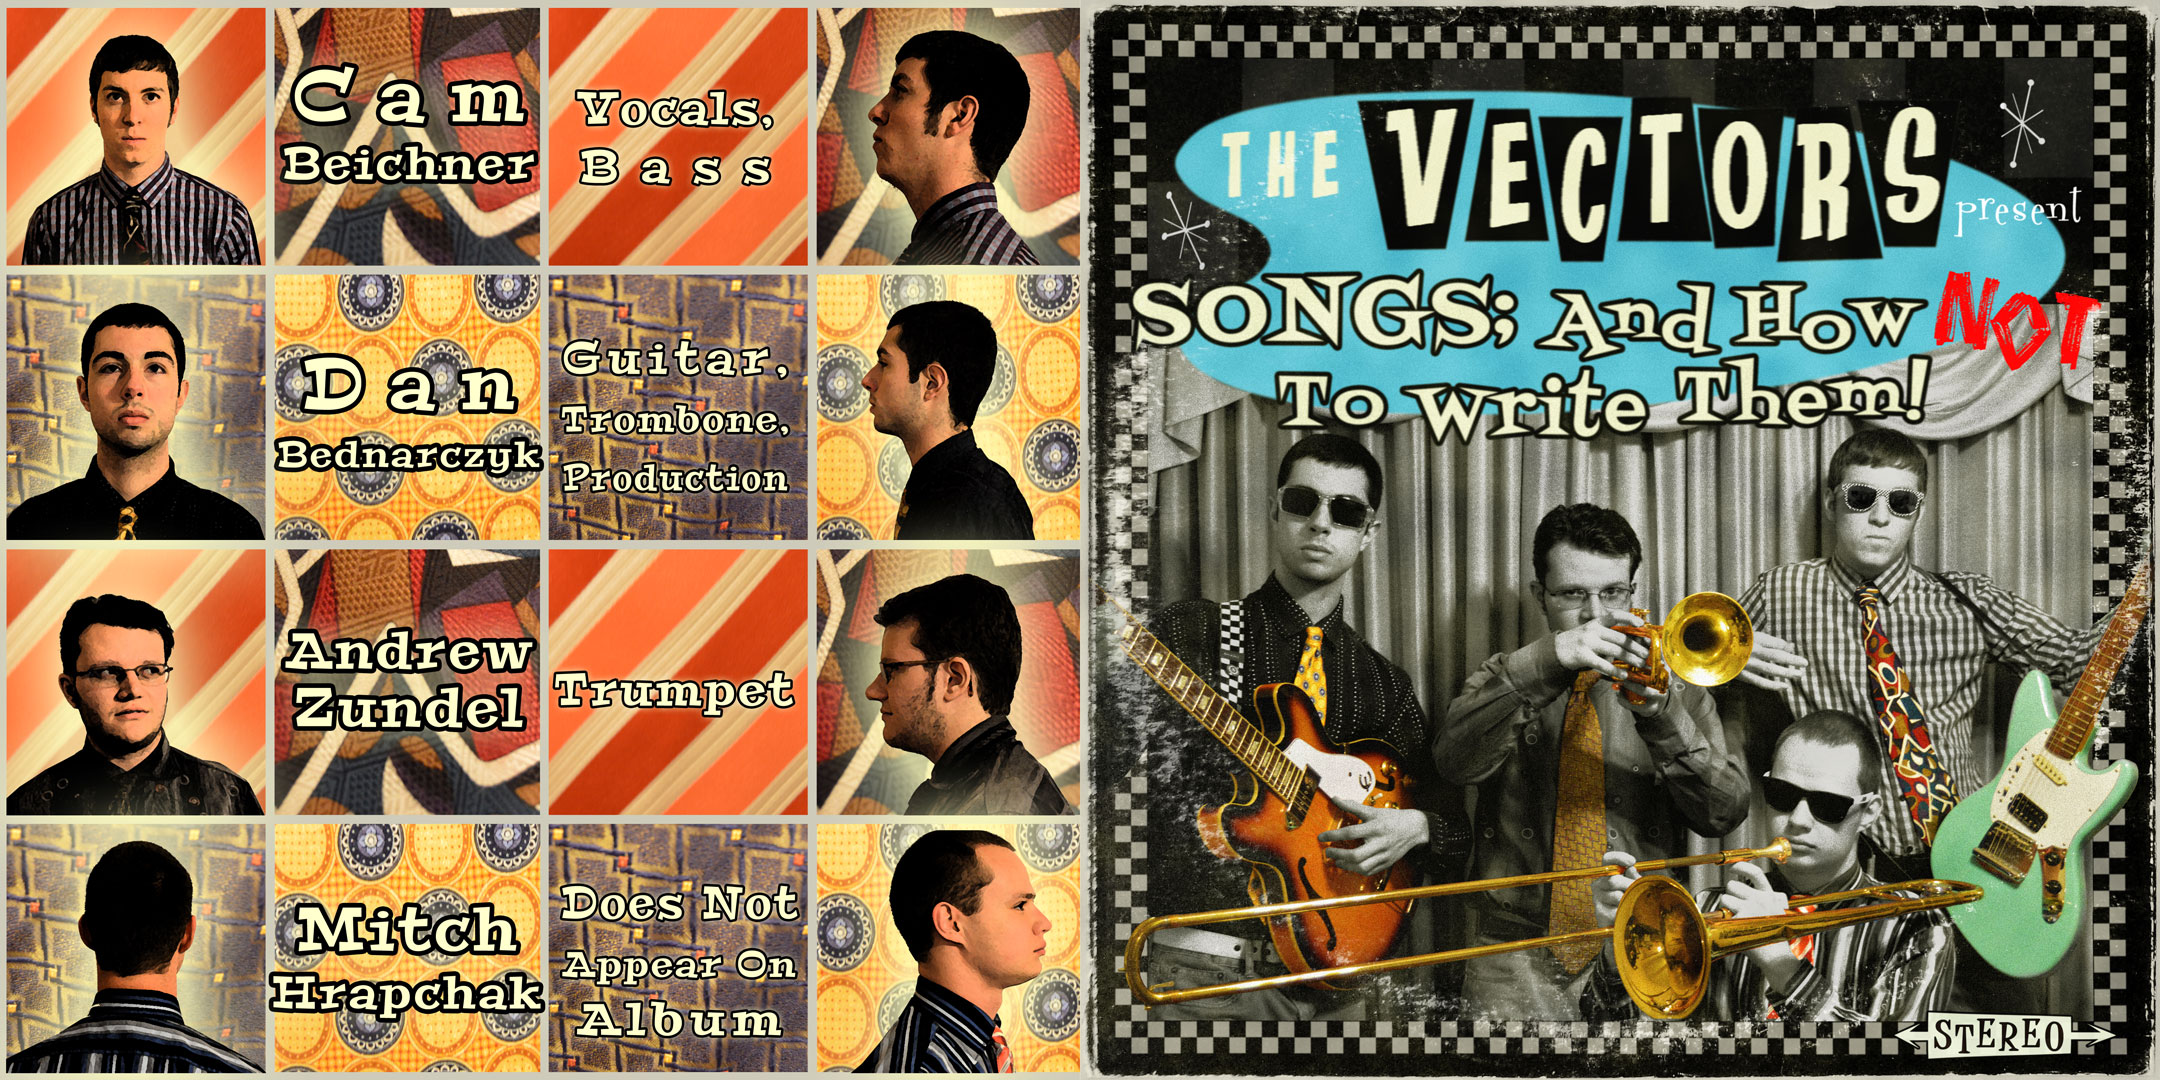 Cam
Beichner
Vocals,
Bass
Dan
Bednarczyk
Guitar,
Trombone,
Production
Andrew
Zundel
Trumpet
Mitch
Hrapchak
Does Not
Appear On
Album
THE VECTORS
present
SONGS; And How NOT
To Write Them!
STEREO